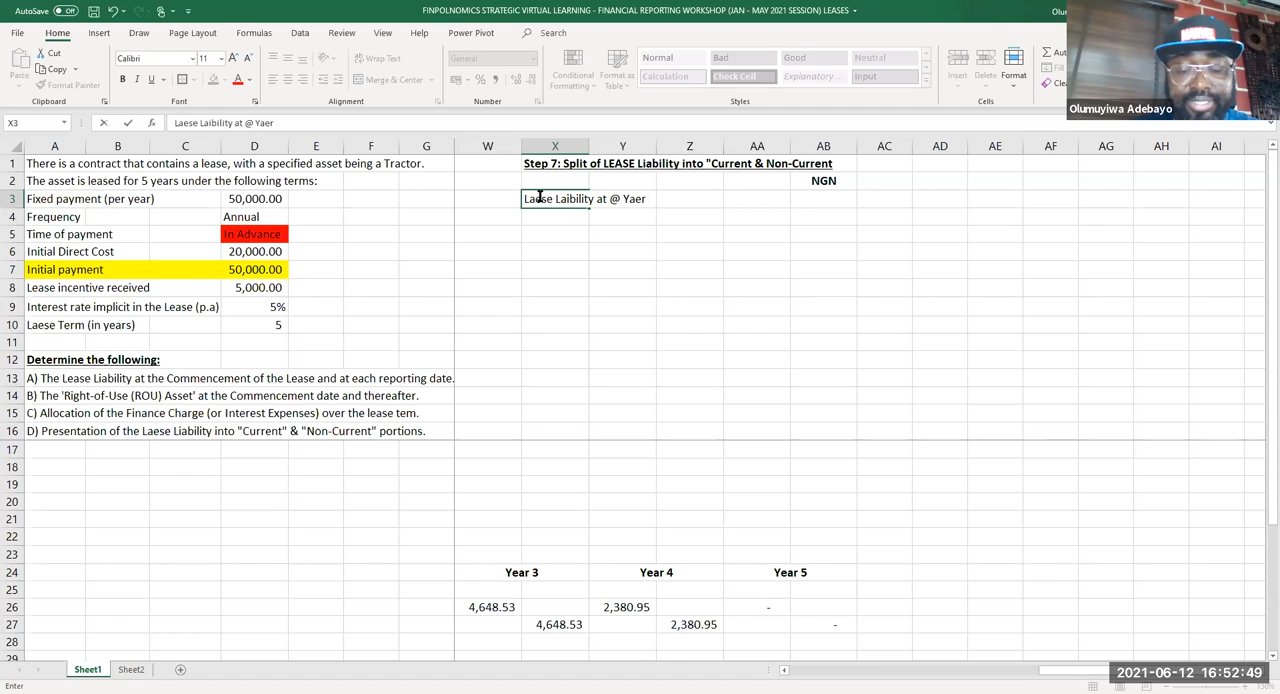 AutoSave Off
FINPOLNOMICS STRATEGIC VIRTUAL LEARNING - FINANCIAL REPORTING WORKSHOP (JAN - MAY 2021 SESSION) LEASES
Olu
File Home Insert Draw Page Layout Formulas Data Review View Help Power Pivot Search
Paste Cut Copy Format Painter
Calibri 11 Wrap Text Merge & Center General
Conditional Formatting Format as Table
Normal Bad Good Neutral
Calculation Check Cell Explanatory ... Input
Insert Delete Format
Clipboard Font Alignment Number Styles Cells
Olumuyiwa Adebayo
X3 fx Laese Laibility at @ Yaer
A B C D E F G W X Y Z AA AB AC AD AE AF AG AH AI
1 There is a contract that contains a lease, with a specified asset being a Tractor. Step 7: Split of LEASE Liability into "Current & Non-Current
2 The asset is leased for 5 years under the following terms: NGN
3 Fixed payment (per year) 50,000.00 Laese Laibility at @ Yaer
4 Frequency Annual
5 Time of payment In Advance
6 Initial Direct Cost 20,000.00
7 Initial payment 50,000.00
8 Lease incentive received 5,000.00
9 Interest rate implicit in the Lease (p.a) 5%
10 Laese Term (in years) 5
11
12 Determine the following:
13 A) The Lease Liability at the Commencement of the Lease and at each reporting date.
14 B) The 'Right-of-Use (ROU) Asset' at the Commencement date and thereafter.
15 C) Allocation of the Finance Charge (or Interest Expenses) over the lease tem.
16 D) Presentation of the Laese Liability into "Current" & "Non-Current" portions.
17
18
19
20
21
22
23
24 Year 3 Year 4 Year 5
25
26 4,648.53 2,380.95 -
27 4,648.53 2,380.95 -
28
29
Sheet1 Sheet2
2021-06-12 16:52:49
Enter